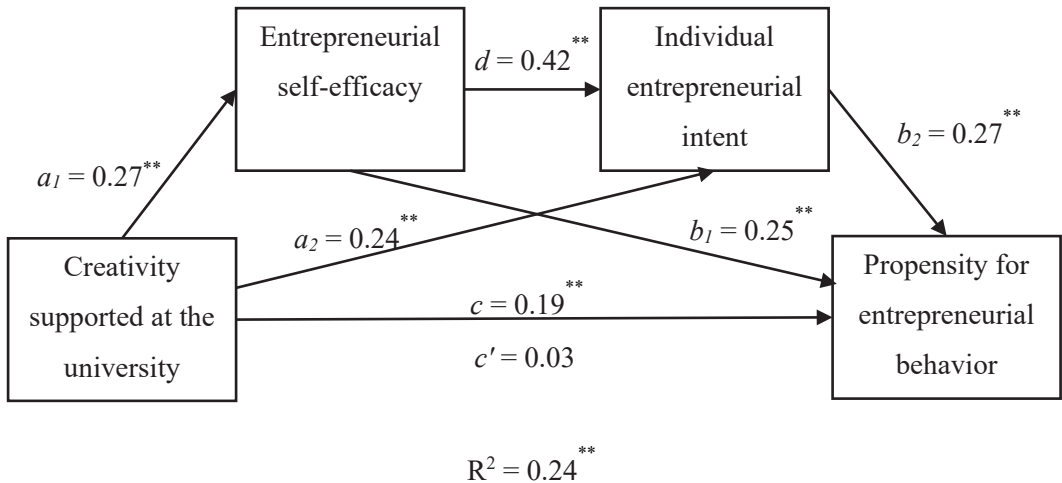 Entrepreneurial
self-efficacy
d = 0.42**
Individual
entrepreneurial
intent
a1 = 0.27**
b2 = 0.27**
a2 = 0.24**
b1 = 0.25**
Creativity
supported at the
university
c = 0.19**
c′ = 0.03
Propensity for
entrepreneurial
behavior
R² = 0.24**